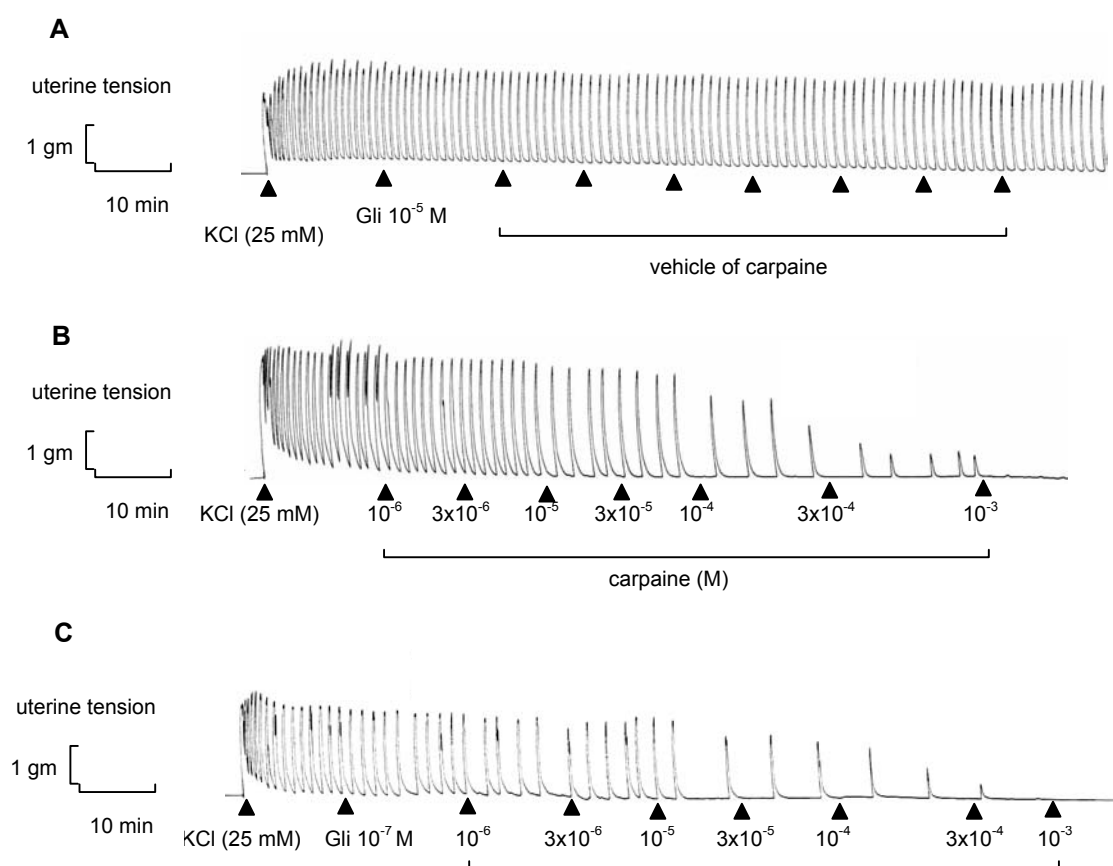 A
uterine tension
1 gm
10 min
KCl (25 mM)
Gli 10⁻⁵ M
vehicle of carpaine
B
uterine tension
1 gm
10 min
KCl (25 mM) 10⁻⁶ 3x10⁻⁶ 10⁻⁵ 3x10⁻⁵ 10⁻⁴ 3x10⁻⁴ 10⁻³
carpaine (M)
C
uterine tension
1 gm
10 min
KCl (25 mM) Gli 10⁻⁷ M 10⁻⁶ 3x10⁻⁶ 10⁻⁵ 3x10⁻⁵ 10⁻⁴ 3x10⁻⁴ 10⁻³